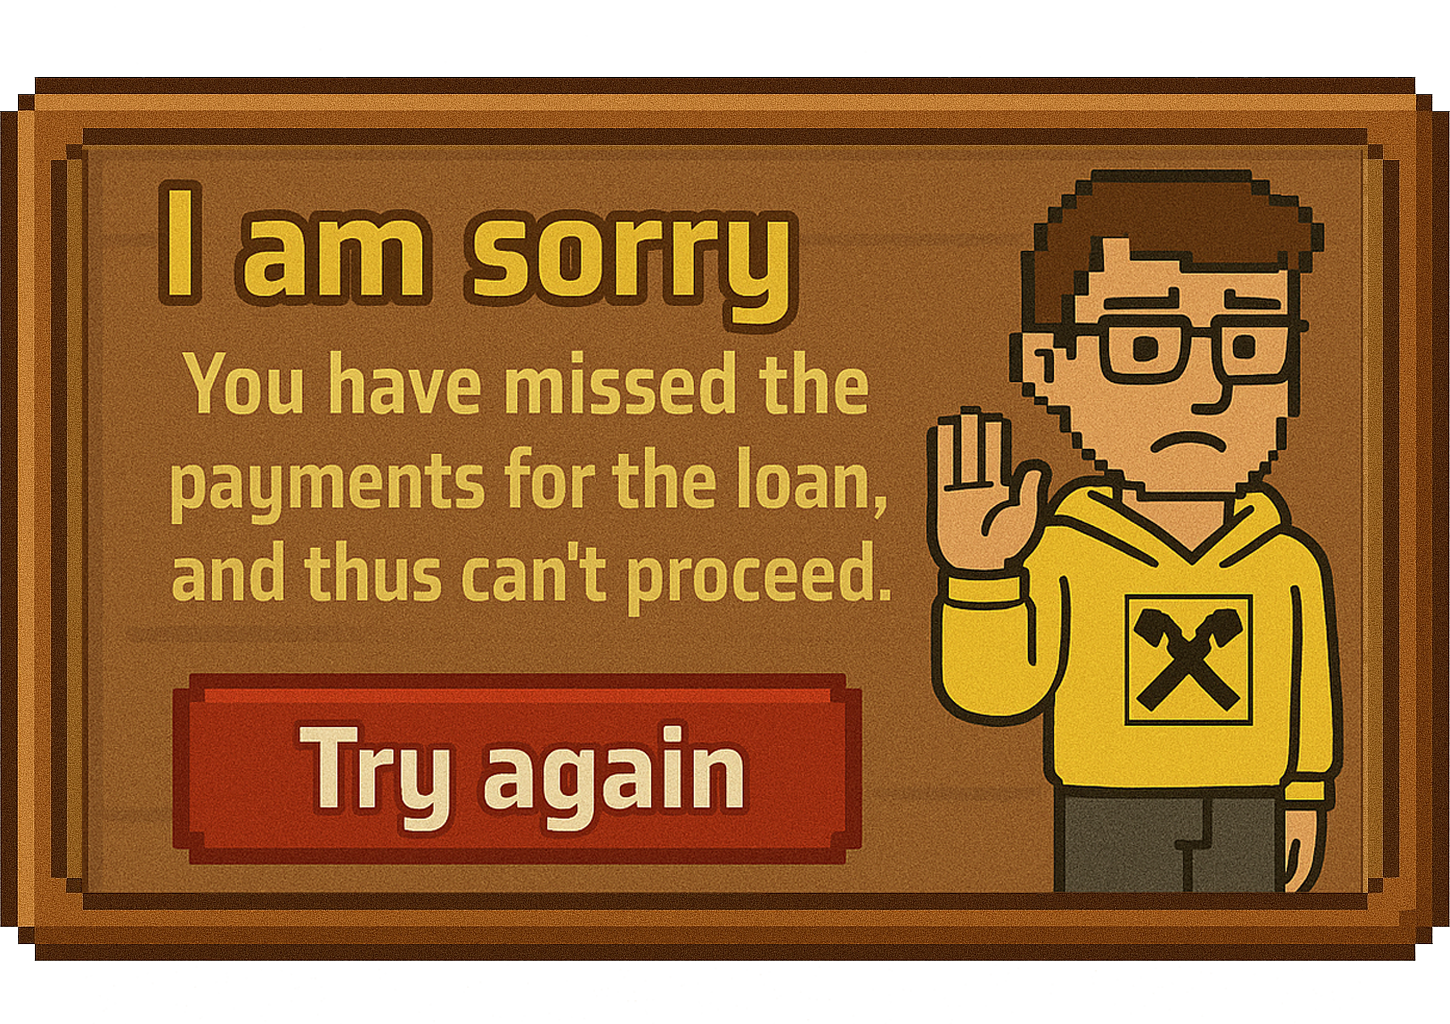 I am sorry
You have missed the
payments for the loan,
and thus can't proceed.
Try again